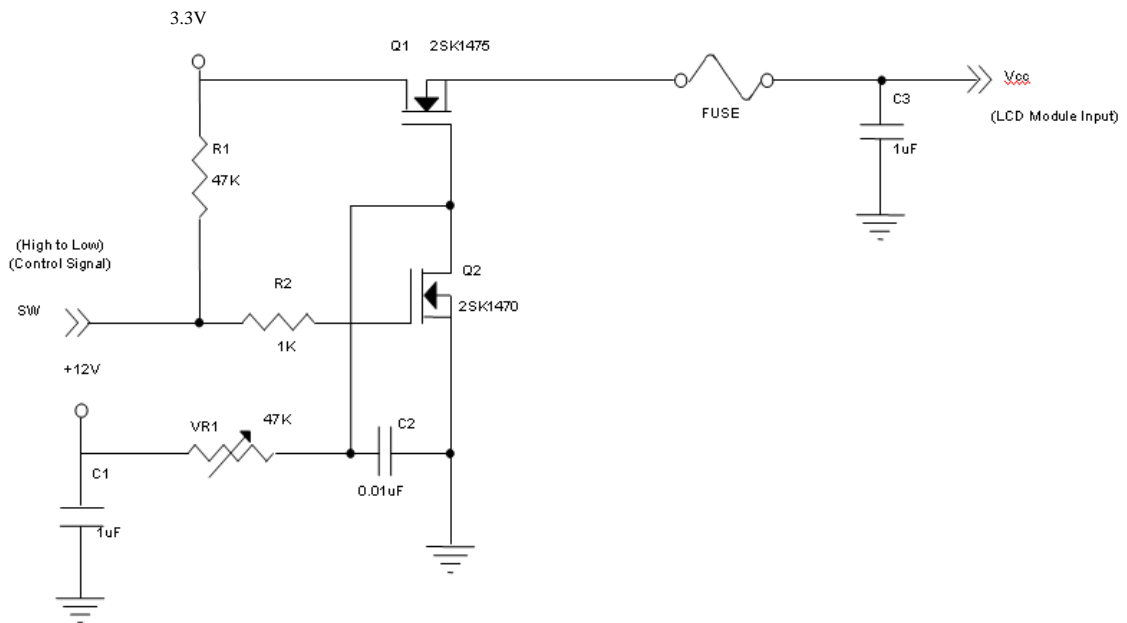 3.3V
Q1 2SK1475
FUSE
C3
1uF
Vcc
(LCD Module Input)
R1
47K
(High to Low)
(Control Signal)
SW
R2
1K
Q2
2SK1470
+12V
VR1
47K
C2
0.01uF
C1
1uF